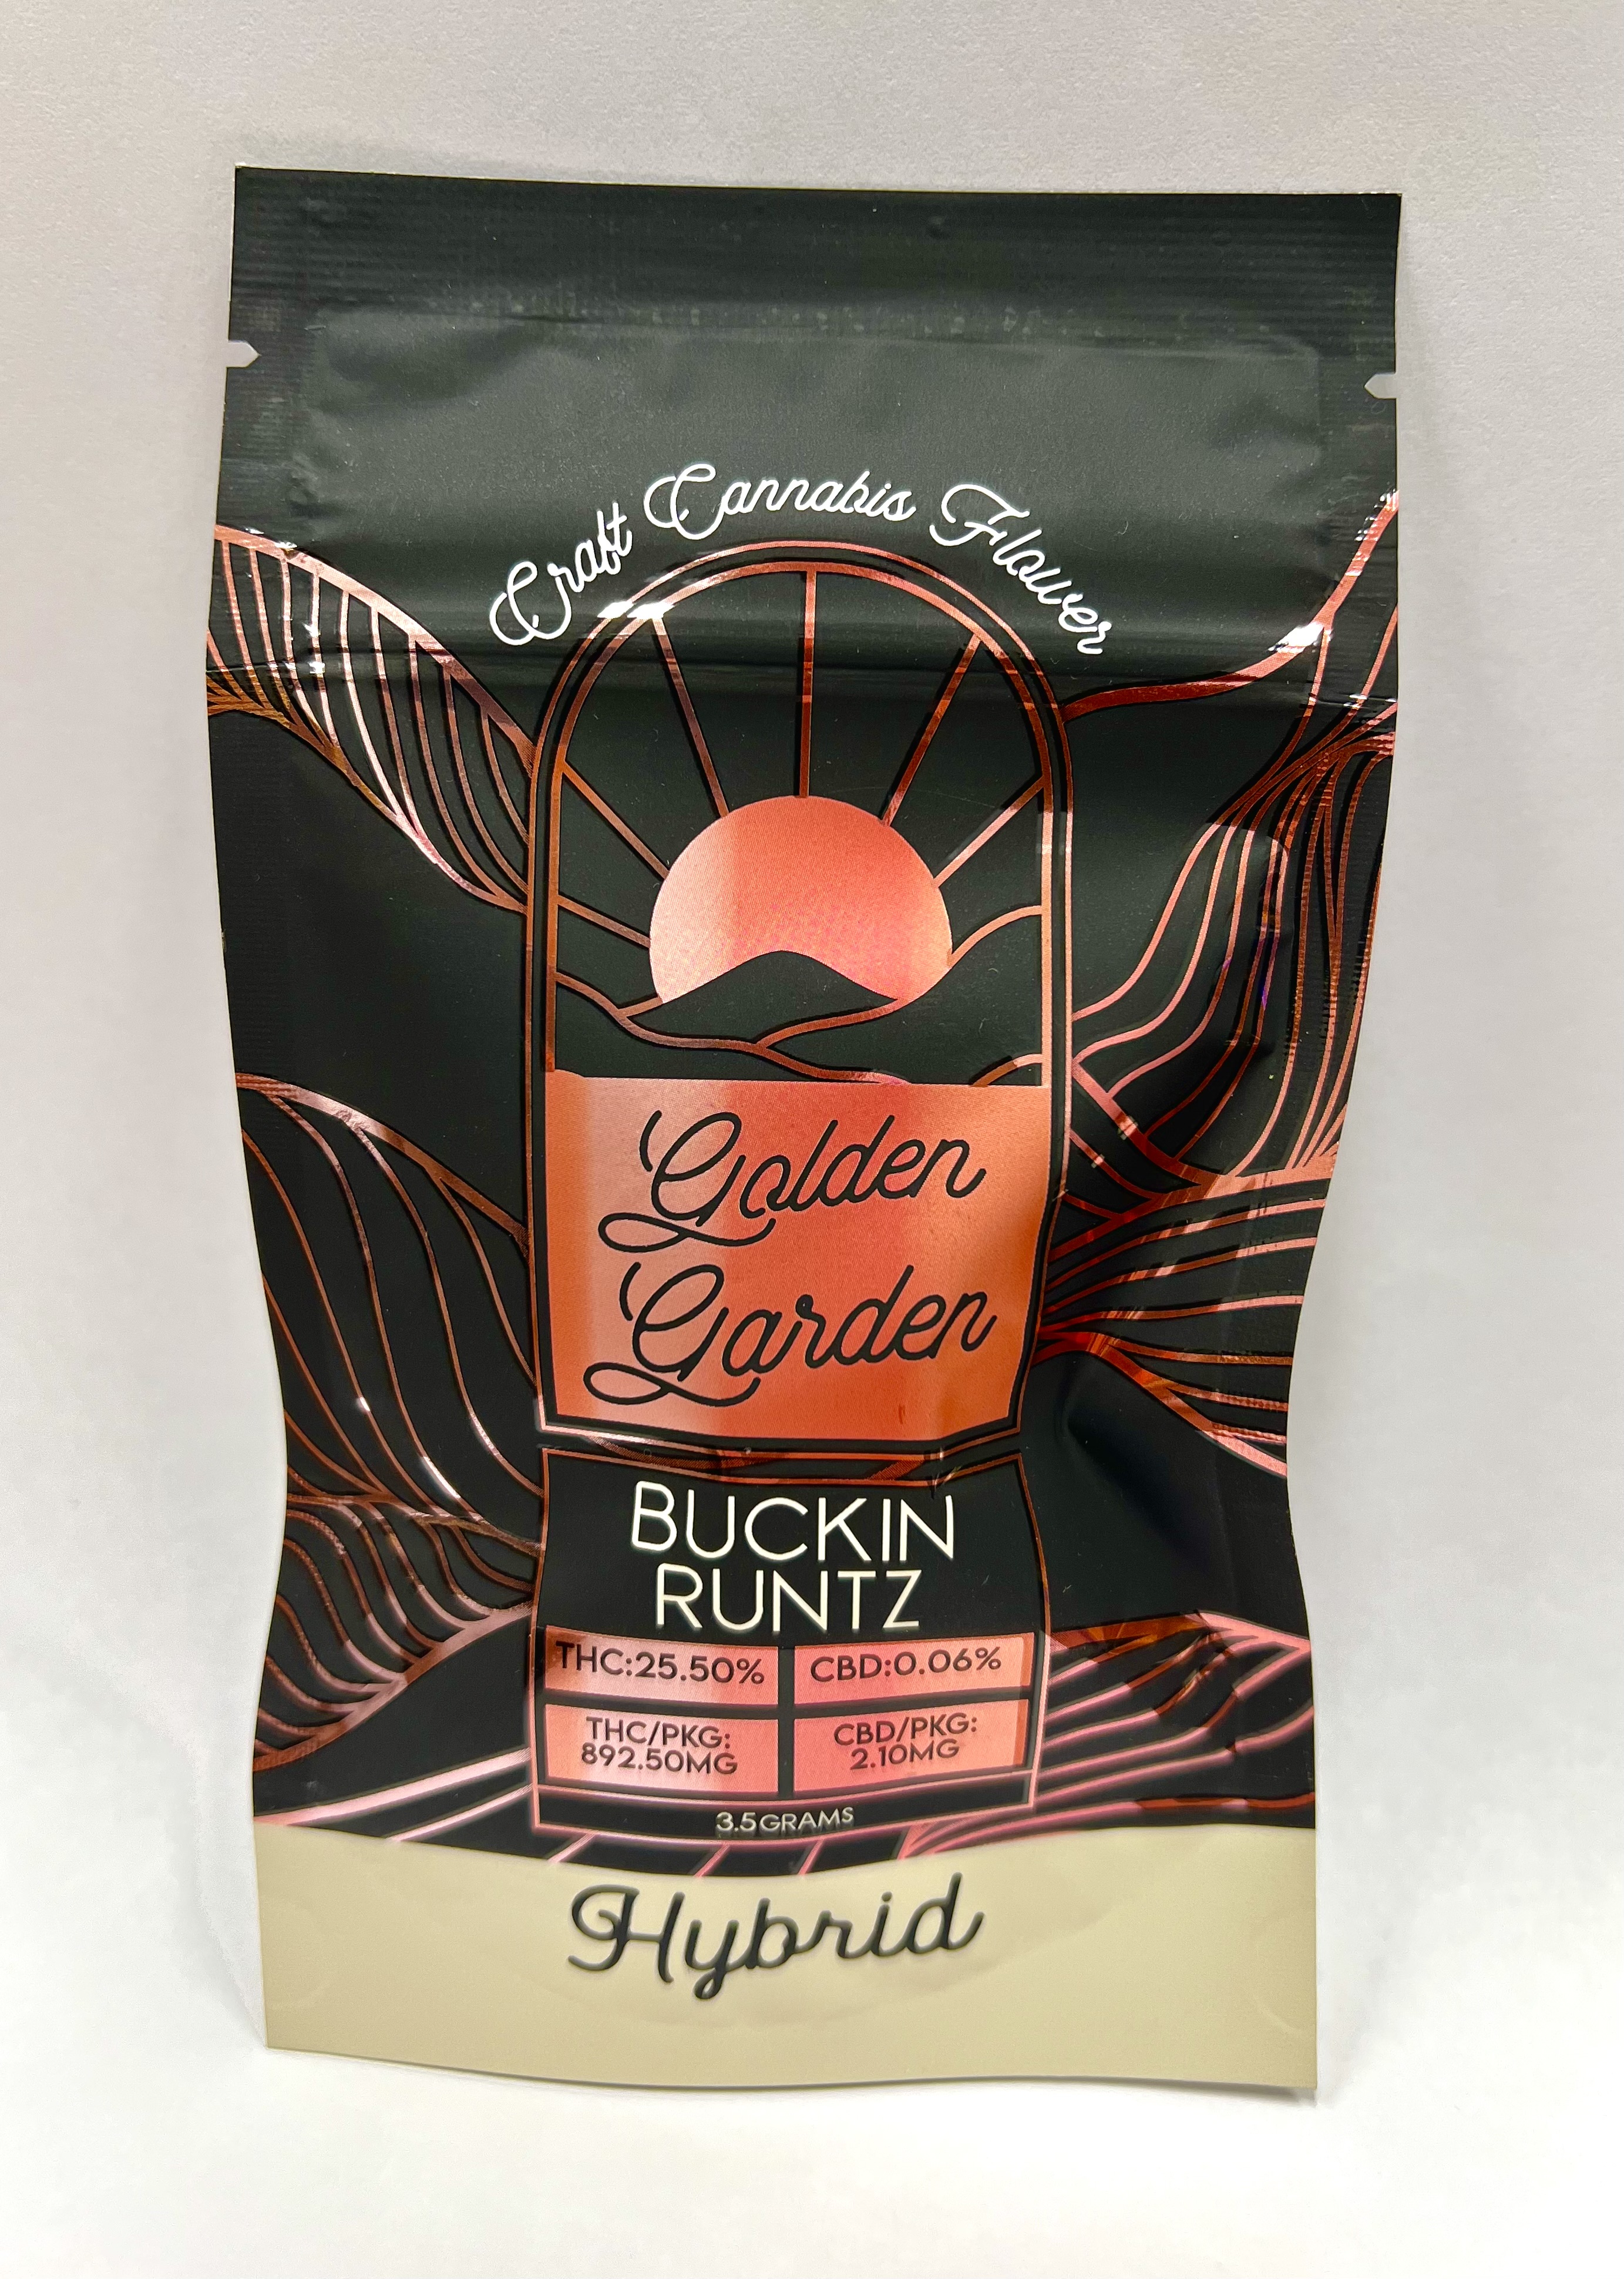 Craft Cannabis Flower
Golden
Garden
BUCKIN
RUNTZ
THC:25.50%
CBD:0.06%
THC/PKG:
892.50MG
CBD/PKG:
2.10MG
3.5GRAMS
Hybrid